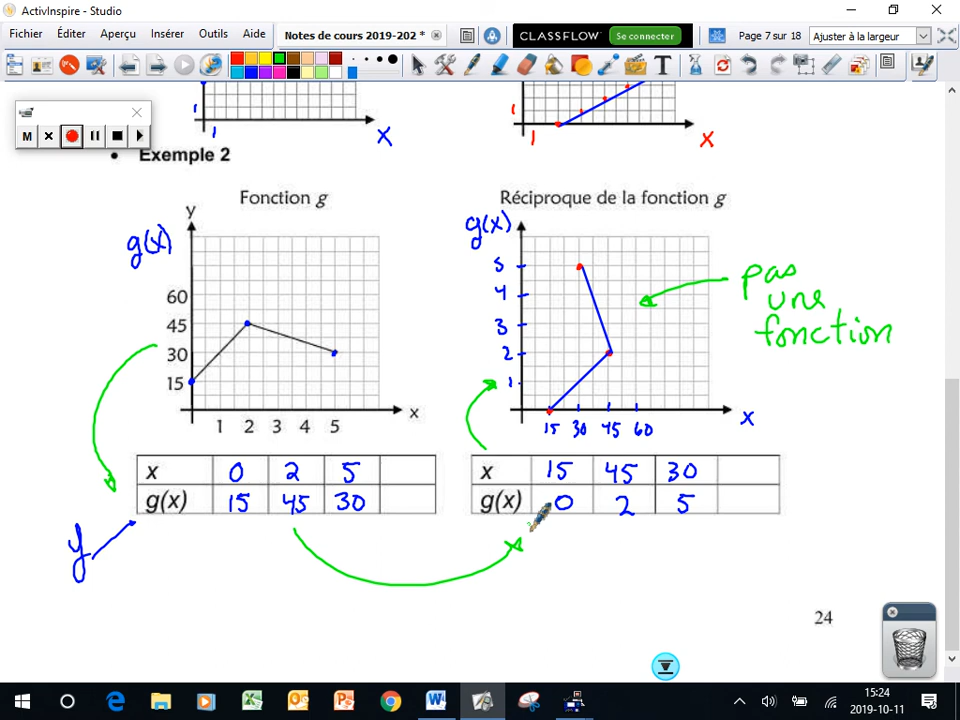 ActivInspire - Studio
Fichier Éditer Aperçu Insérer Outils Aide
Notes de cours 2019-202 *
CLASSFLOW Se connecter
Page 7 sur 18
Ajuster à la largeur
M
1
1
x
1
1
x
• Exemple 2
Fonction g
y
g(x)
60
45
30
15
1 2 3 4 5
x
Réciproque de la fonction g
g(x)
5
4
3
2
1
15 30 45 60
x
pas
une
fonction
x 0 2 5
g(x) 15 45 30
y
x 15 45 30
g(x) 0 2 5
24
15:24
2019-10-11